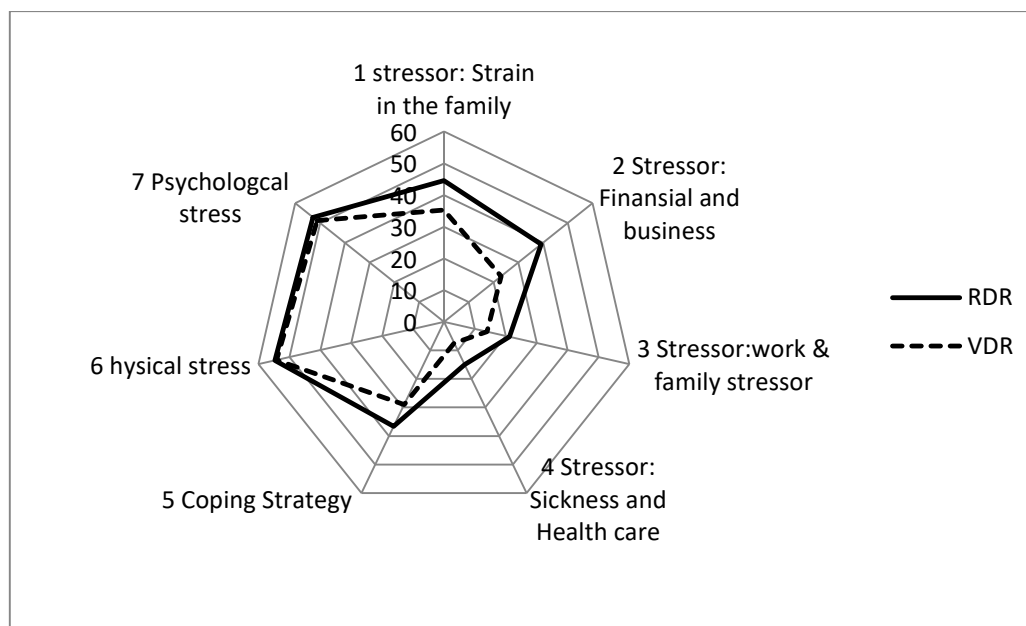 1 stressor: Strain
in the family
60
50
40
30
20
10
0
2 Stressor:
Finansial and
business
3 Stressor:work &
family stressor
4 Stressor:
Sickness and
Health care
5 Coping Strategy
6 hysical stress
7 Psychologcal
stress
RDR
VDR